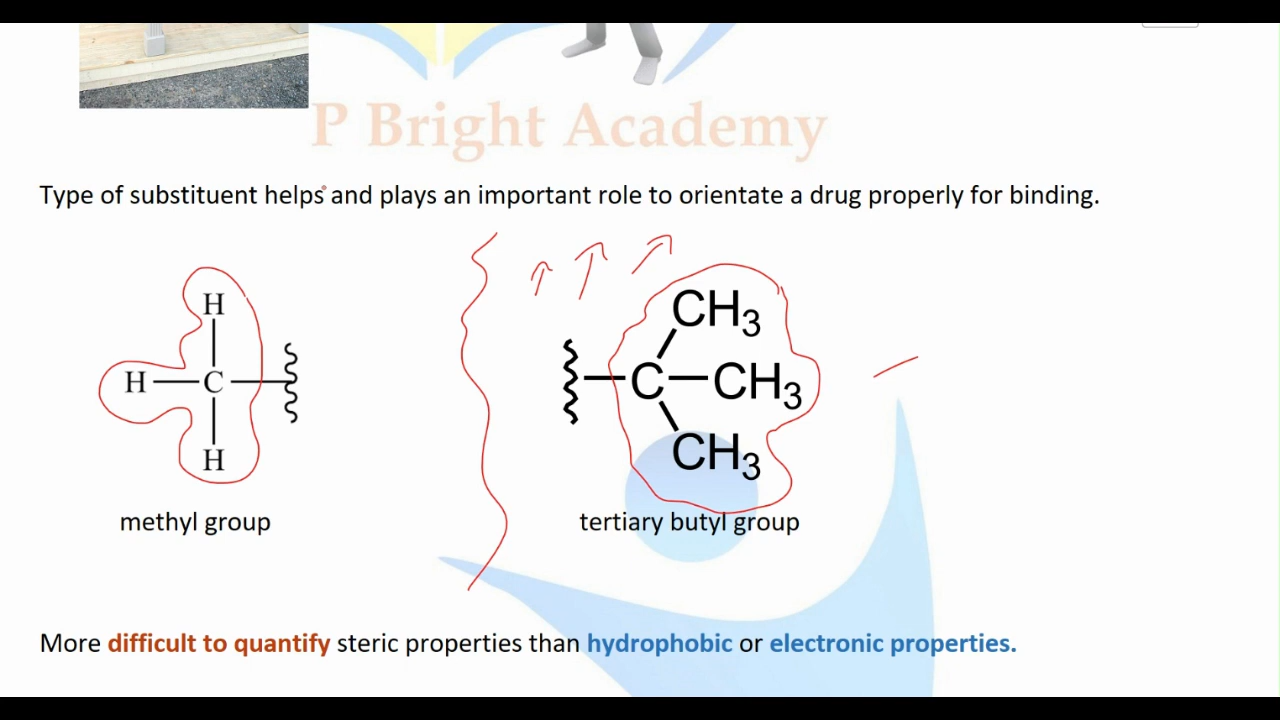 P Bright Academy
Type of substituent helps and plays an important role to orientate a drug properly for binding.
H
H C
H
CH3
C CH3
CH3
methyl group
tertiary butyl group
More difficult to quantify steric properties than hydrophobic or electronic properties.